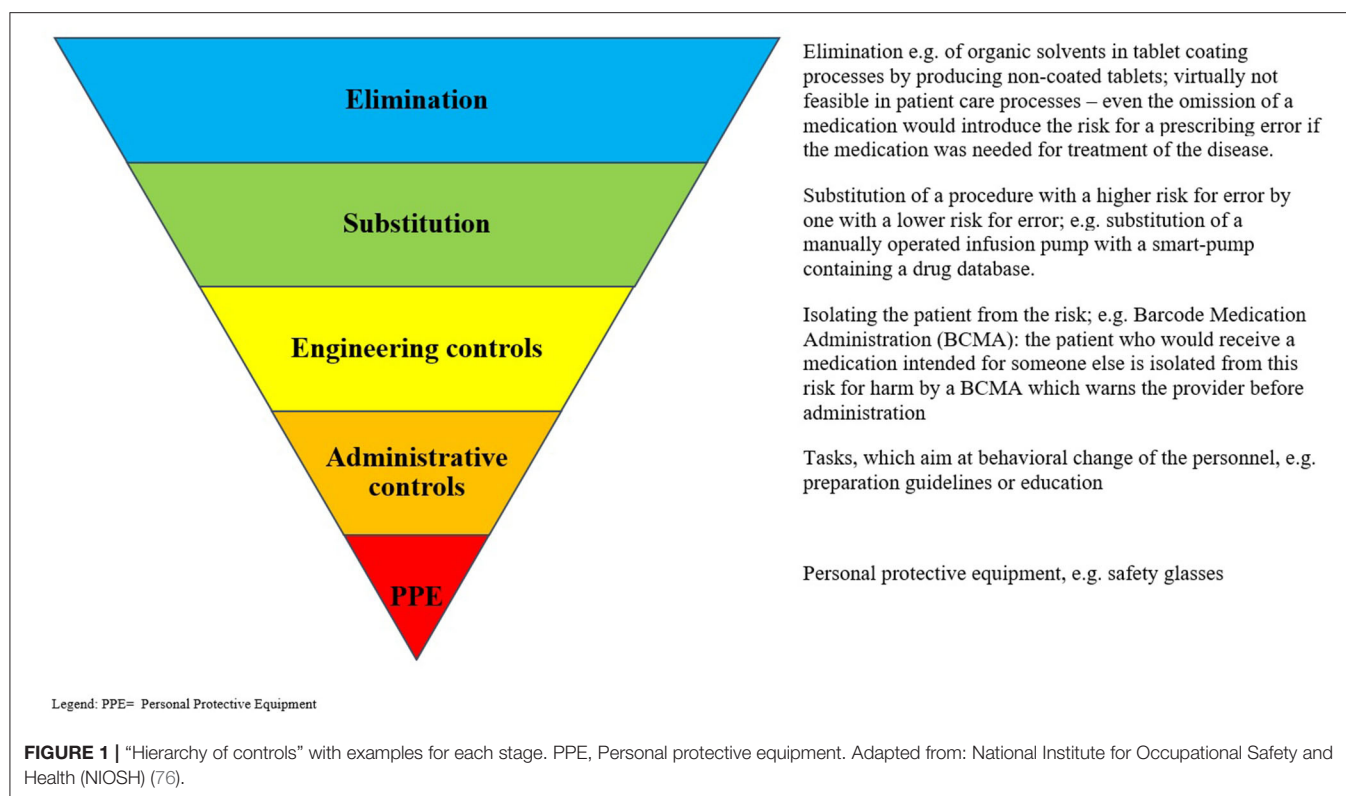 Elimination
Elimination e.g. of organic solvents in tablet coating
processes by producing non-coated tablets; virtually not
feasible in patient care processes – even the omission of a
medication would introduce the risk for a prescribing error if
the medication was needed for treatment of the disease.
Substitution
Substitution of a procedure with a higher risk for error by
one with a lower risk for error; e.g. substitution of a
manually operated infusion pump with a smart-pump
containing a drug database.
Engineering controls
Isolating the patient from the risk; e.g. Barcode Medication
Administration (BCMA): the patient who would receive a
medication intended for someone else is isolated from this
risk for harm by a BCMA which warns the provider before
administration
Administrative
controls
Tasks, which aim at behavioral change of the personnel, e.g.
preparation guidelines or education
PPE
Personal protective equipment, e.g. safety glasses
Legend: PPE= Personal Protective Equipment
FIGURE 1 | “Hierarchy of controls” with examples for each stage. PPE, Personal protective equipment. Adapted from: National Institute for Occupational Safety and
Health (NIOSH) (76).